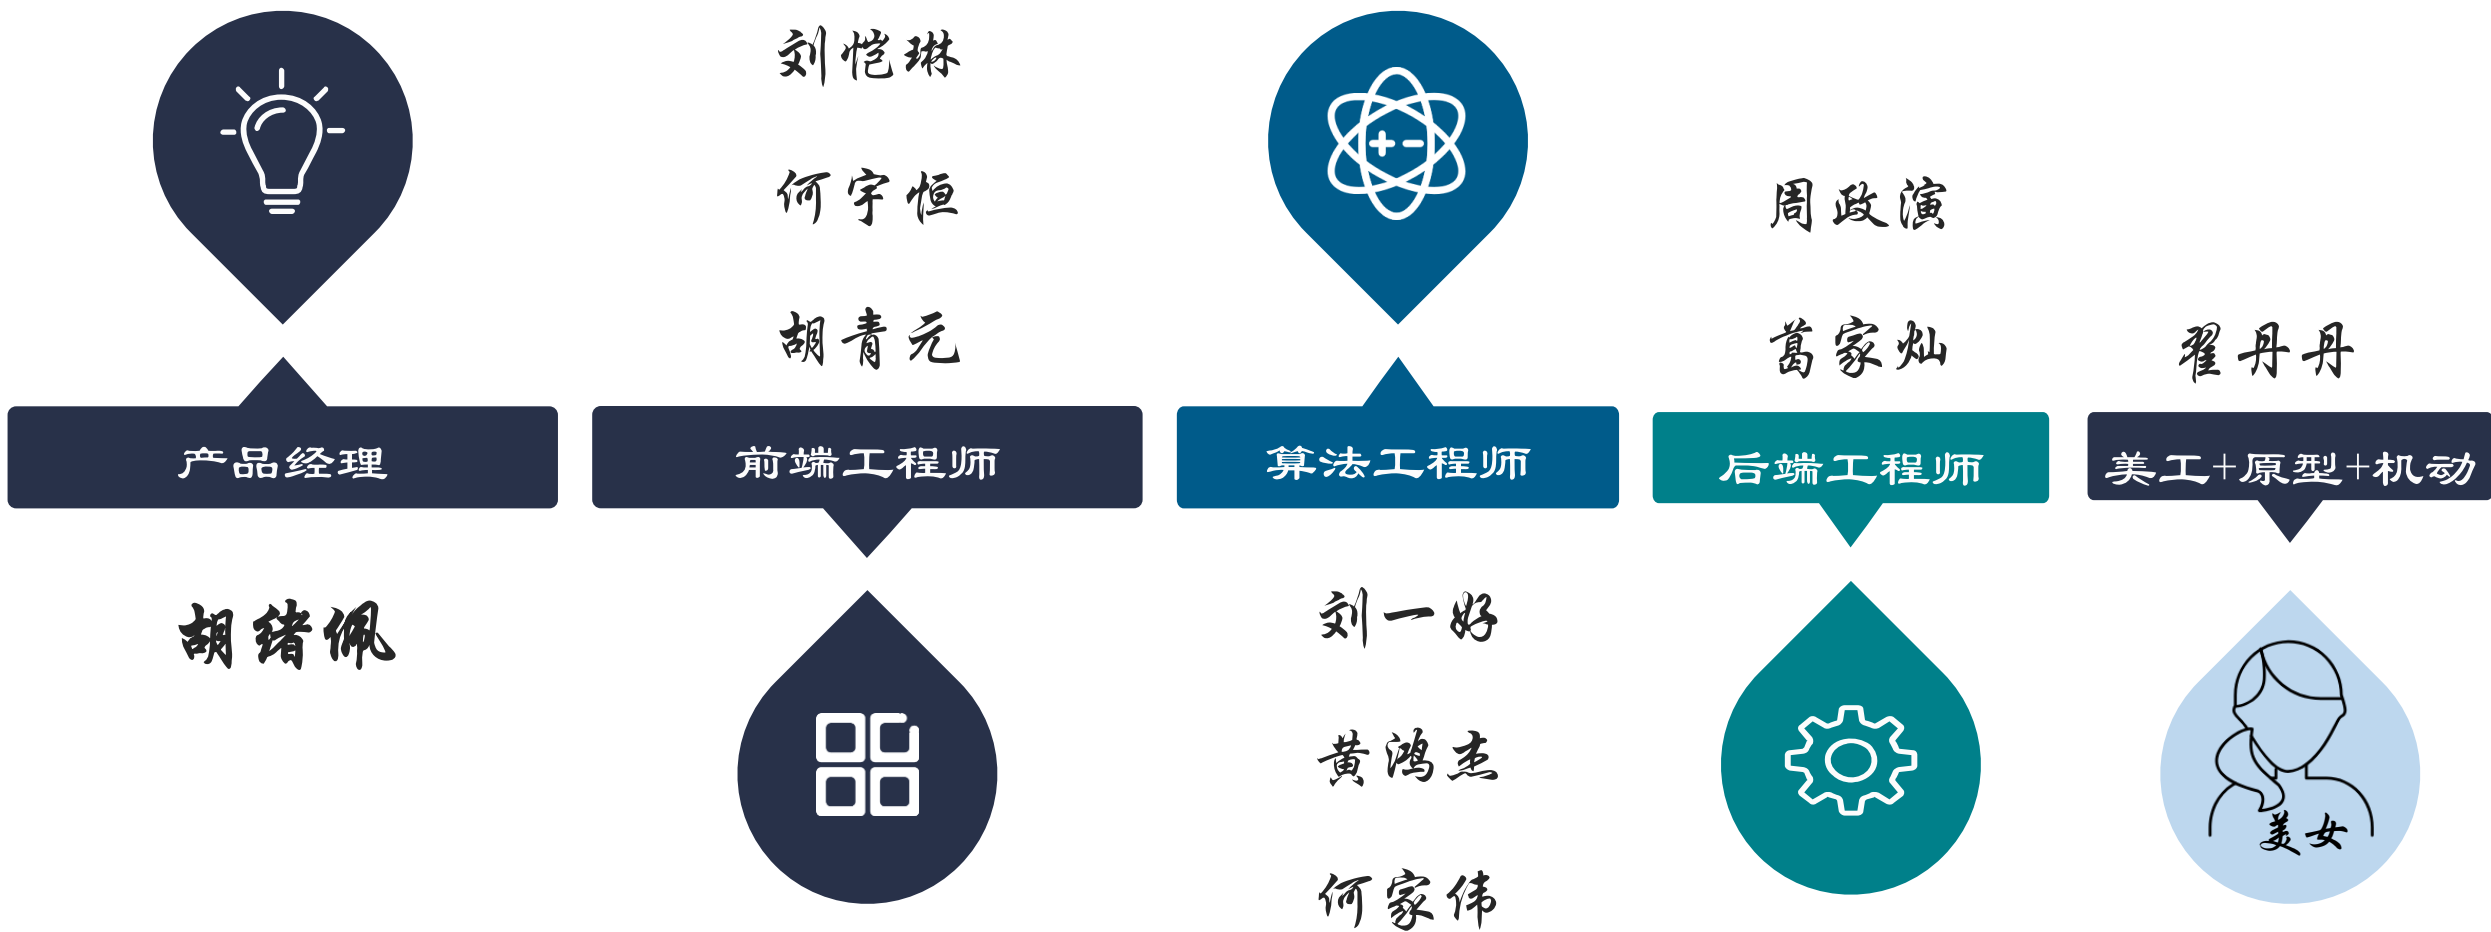 产品经理
胡绪佩
刘恺琳
何宇恒
胡青元
前端工程师
算法工程师
刘一好
黄鸿杰
何家伟
周政演
葛家灿
后端工程师
翟丹丹
美工+原型+机动
美女